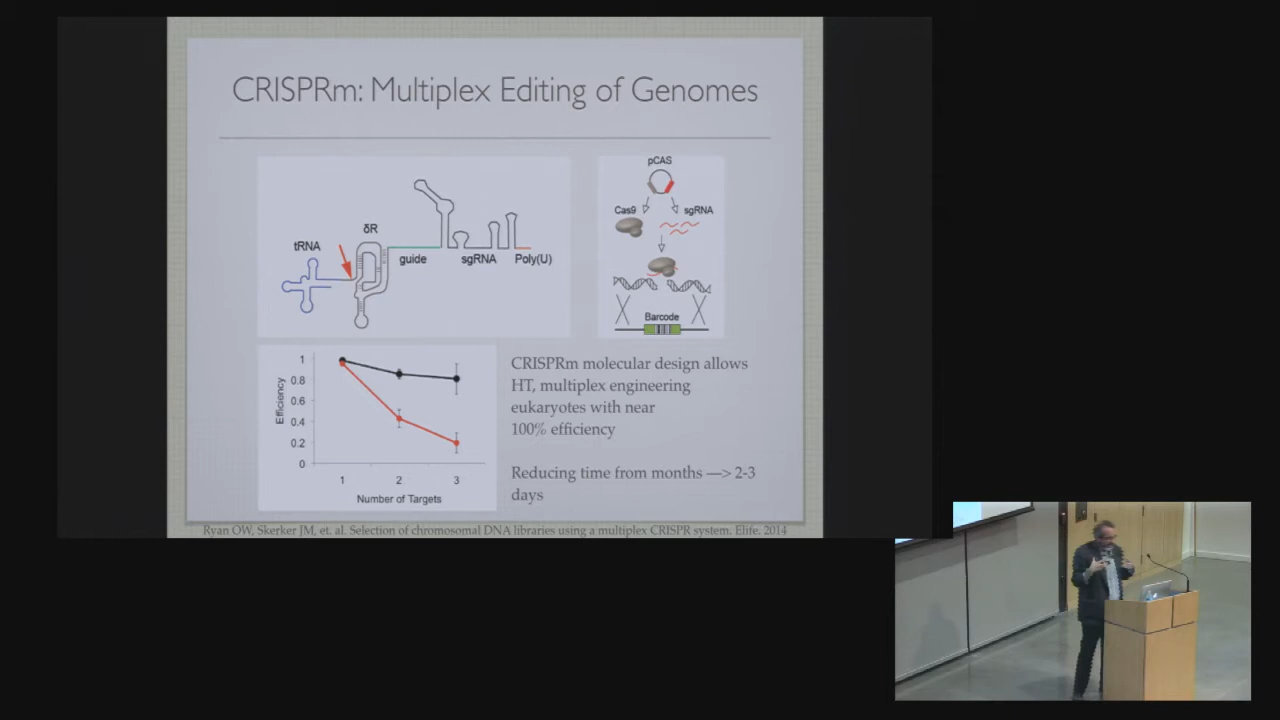 CRISPRm: Multiplex Editing of Genomes
tRNA
δR
guide
sgRNA
Poly(U)
pCAS
Cas9
sgRNA
Barcode
Efficiency
1
0.8
0.6
0.4
0.2
0
1 2 3
Number of Targets
CRISPRm molecular design allows
HT, multiplex engineering
eukaryotes with near
100% efficiency
Reducing time from months —> 2-3
days
Ryan OW, Skerker JM, et. al. Selection of chromosomal DNA libraries using a multiplex CRISPR system. Elife. 2014